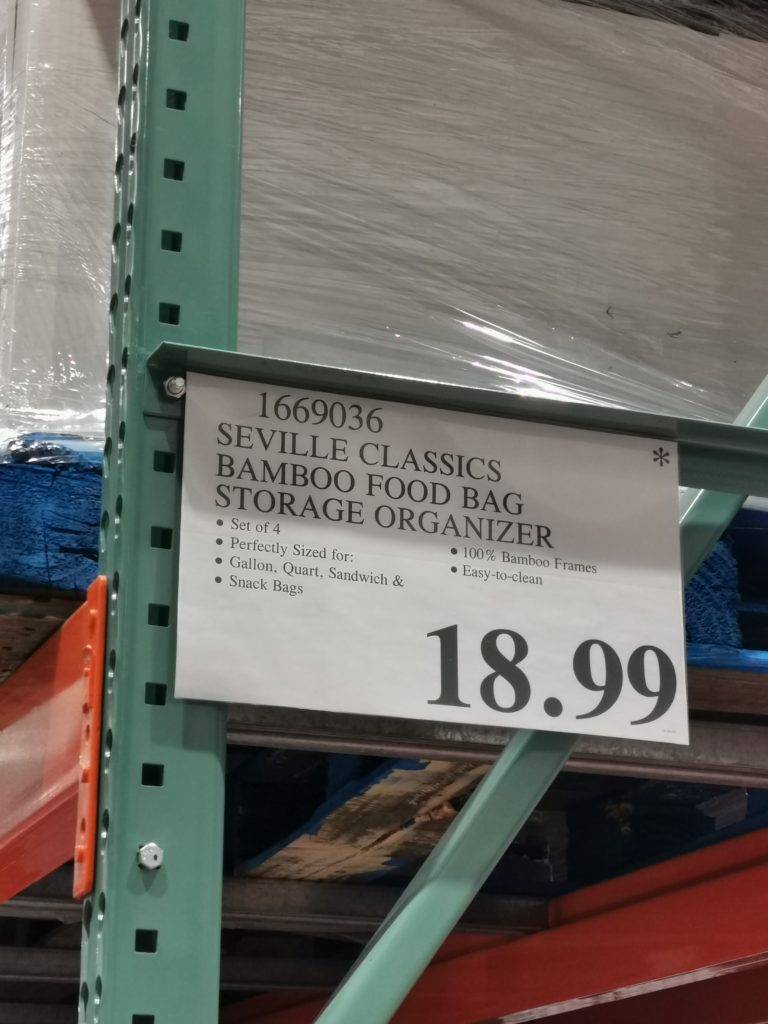 1669036
SEVILLE CLASSICS
BAMBOO FOOD BAG
STORAGE ORGANIZER
*
• Set of 4
• Perfectly Sized for:
• Gallon, Quart, Sandwich &
• Snack Bags
• 100% Bamboo Frames
• Easy-to-clean
18.99